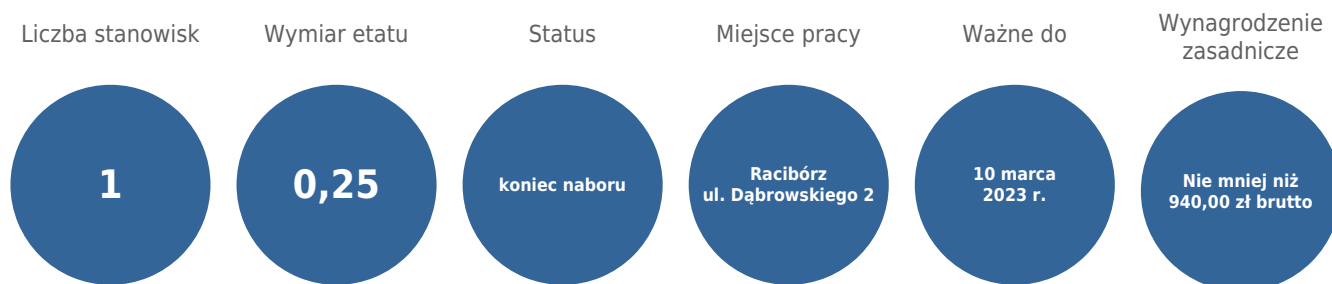 Liczba stanowisk
1
Wymiar etatu
0,25
Status
koniec naboru
Miejsce pracy
Racibórz
ul. Dąbrowskiego 2
Ważne do
10 marca
2023 r.
Wynagrodzenie
zasadnicze
Nie mniej niż
940,00 zł brutto